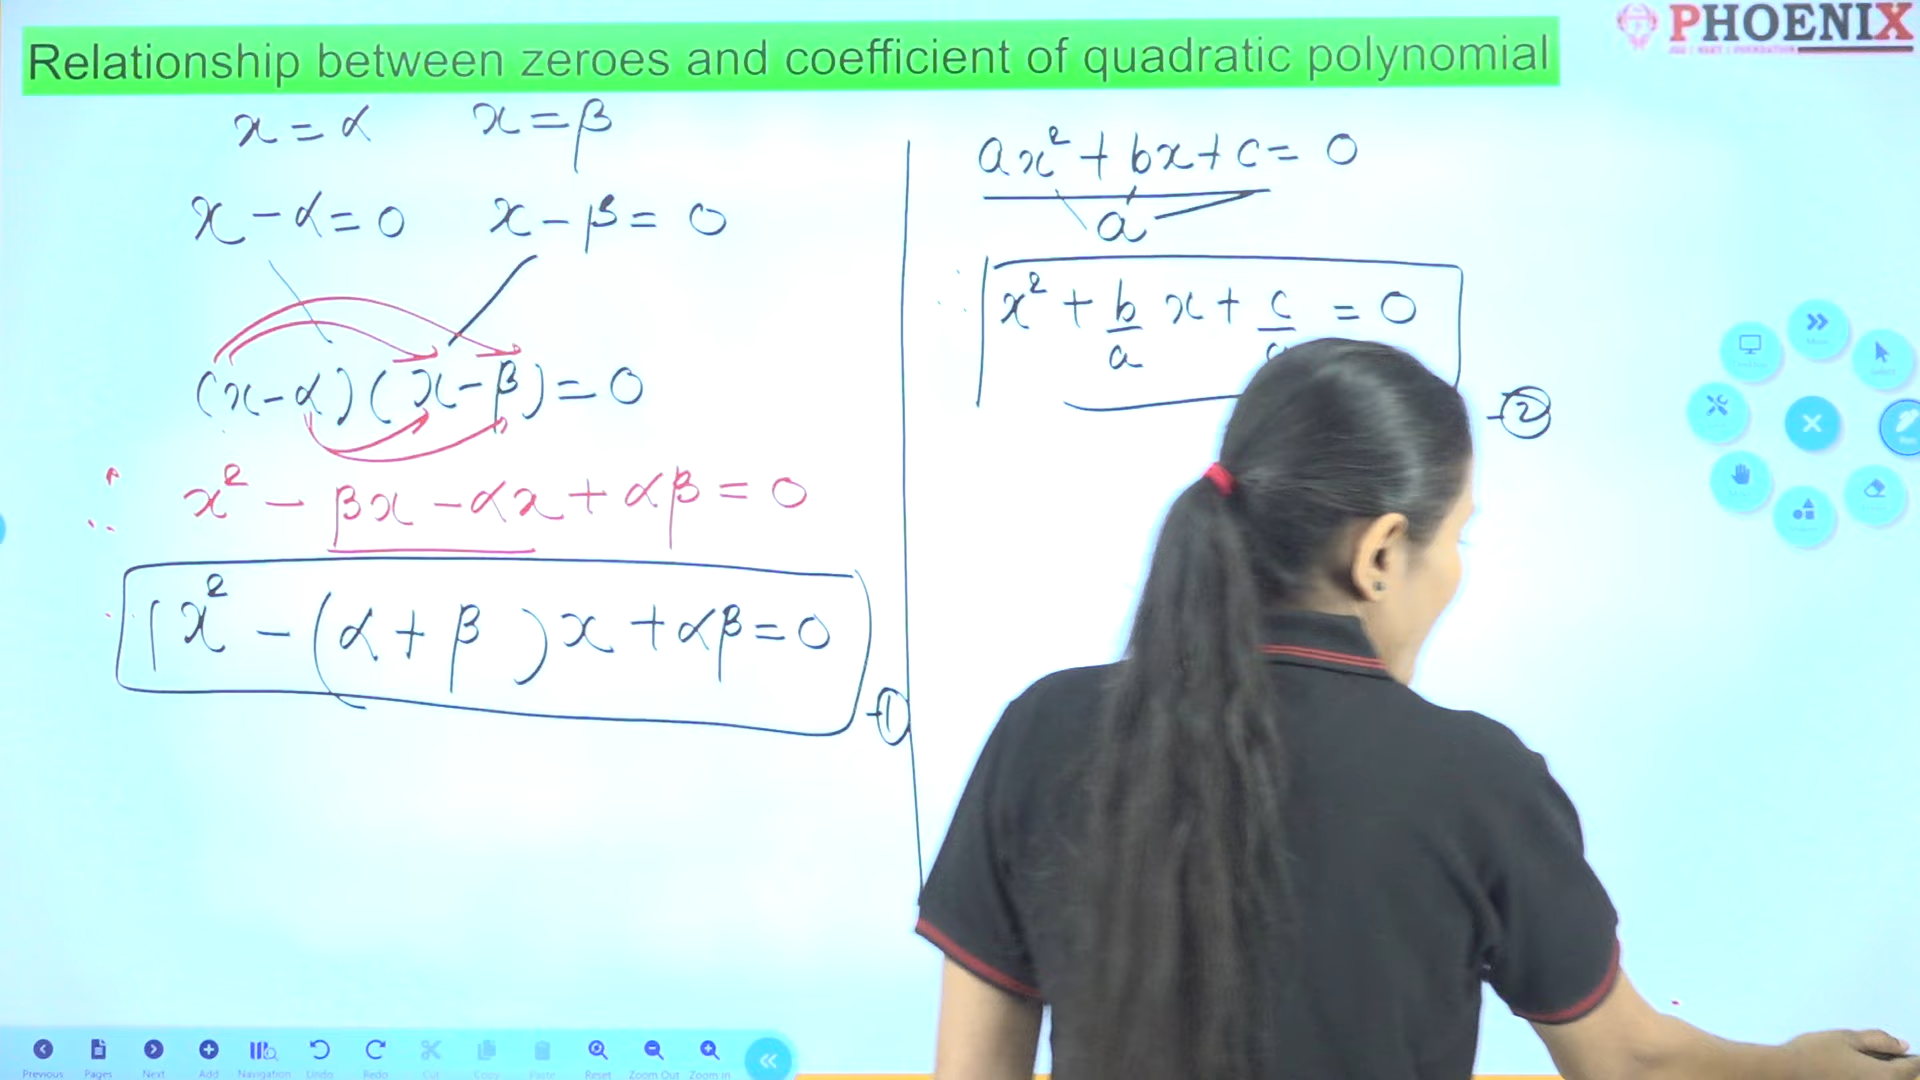 Relationship between zeroes and coefficient of quadratic polynomial
PHOENIX
x = α x = β
x - α = 0 x - β = 0
(x - α)(x - β) = 0
x² - βx - αx + αβ = 0
x² - (α + β)x + αβ = 0
①
ax² + bx + c = 0
a
∴ x² + b/a x + c/ = 0
②
Previous Pages Next Add Navigation Undo Redo Cut Copy Paste Reset Zoom Out Zoom In